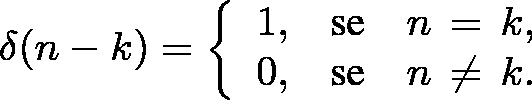 δ(n − k) = { 1, se n = k,
0, se n ≠ k.